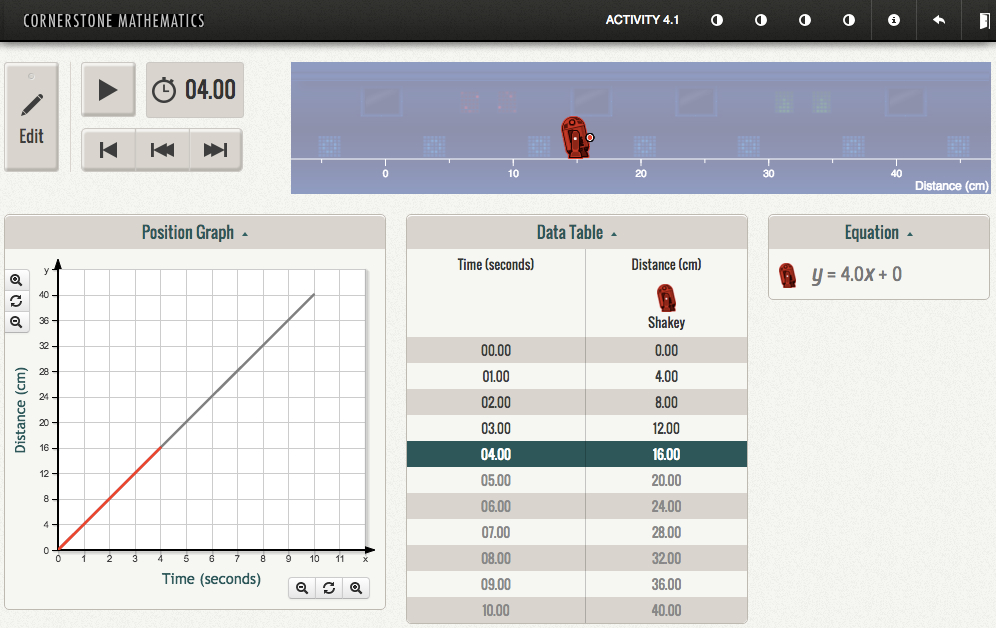 CORNERSTONE MATHEMATICS
ACTIVITY 4.1
Edit
04.00
0 10 20 30 40
Distance (cm)
Position Graph
y
40
36
32
28
24
20
16
12
8
4
0
0 1 2 3 4 5 6 7 8 9 10 11 x
Distance (cm)
Time (seconds)
Data Table
Time (seconds) Distance (cm)
Shakey
00.00 0.00
01.00 4.00
02.00 8.00
03.00 12.00
04.00 16.00
05.00 20.00
06.00 24.00
07.00 28.00
08.00 32.00
09.00 36.00
10.00 40.00
Equation
y = 4.0x + 0